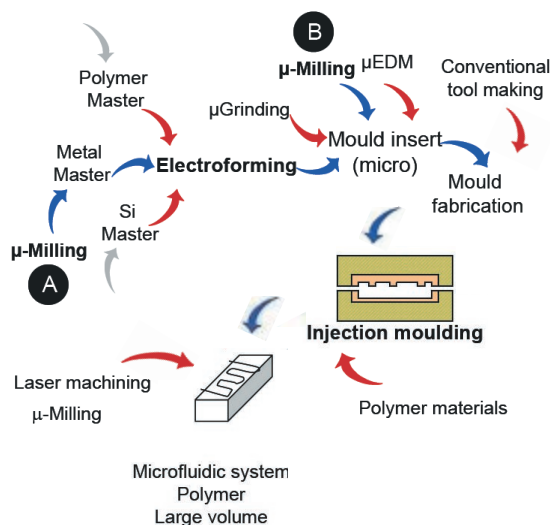 B
μ-Milling
μEDM
Polymer
Master
Conventional
tool making
μGrinding
Metal
Master
Electroforming
Mould insert
(micro)
Mould
fabrication
Si
Master
μ-Milling
A
Injection moulding
Laser machining
μ-Milling
Polymer materials
Microfluidic system
Polymer
Large volume